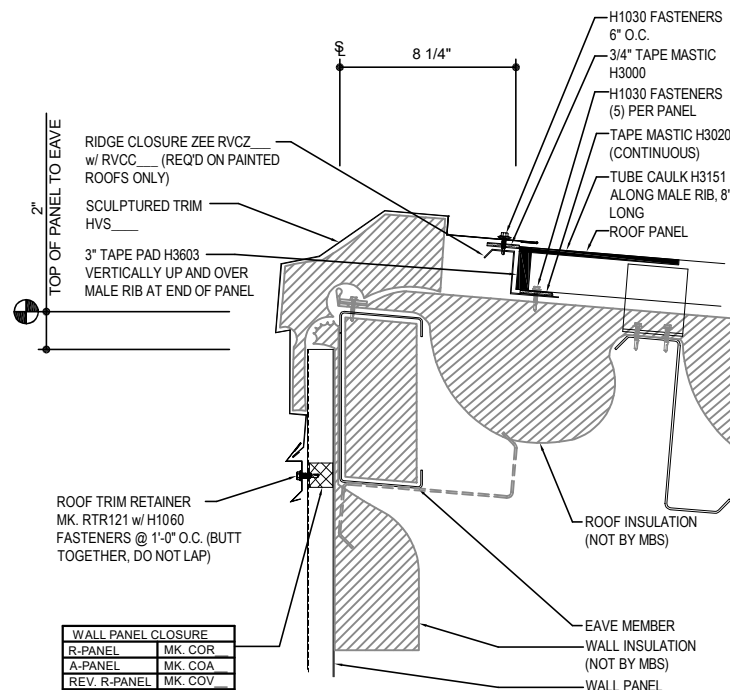 SL
8 1/4"
H1030 FASTENERS
6" O.C.
3/4" TAPE MASTIC
H3000
H1030 FASTENERS
(5) PER PANEL
TAPE MASTIC H3020
(CONTINUOUS)
TUBE CAULK H3151
ALONG MALE RIB, 8"
LONG
ROOF PANEL
RIDGE CLOSURE ZEE RVCZ___
w/ RVCC___ (REQ'D ON PAINTED
ROOFS ONLY)
SCULPTURED TRIM
HVS____
3" TAPE PAD H3603
VERTICALLY UP AND OVER
MALE RIB AT END OF PANEL
2"
TOP OF PANEL TO EAVE
ROOF TRIM RETAINER
MK. RTR121 w/ H1060
FASTENERS @ 1'-0" O.C. (BUTT
TOGETHER, DO NOT LAP)
ROOF INSULATION
(NOT BY MBS)
EAVE MEMBER
WALL INSULATION
(NOT BY MBS)
WALL PANEL
WALL PANEL CLOSURE
R-PANEL MK. COR__
A-PANEL MK. COA__
REV. R-PANEL MK. COV__